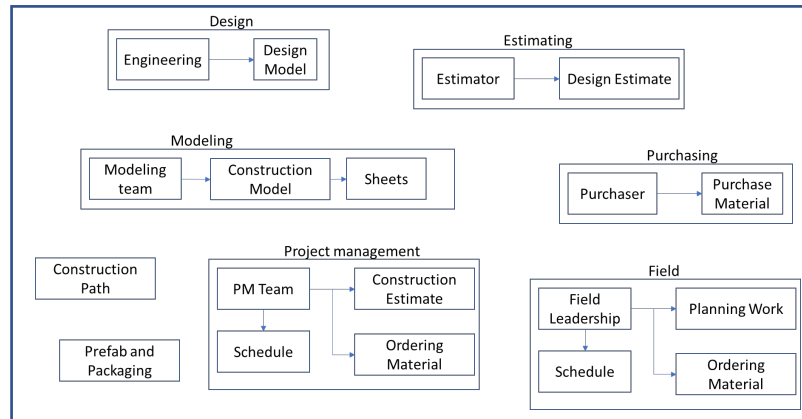 Design
Engineering
Design
Model
Estimating
Estimator
Design Estimate
Modeling
Modeling
team
Construction
Model
Sheets
Purchasing
Purchaser
Purchase
Material
Construction
Path
Prefab and
Packaging
Project management
PM Team
Construction
Estimate
Schedule
Ordering
Material
Field
Field
Leadership
Planning Work
Schedule
Ordering
Material